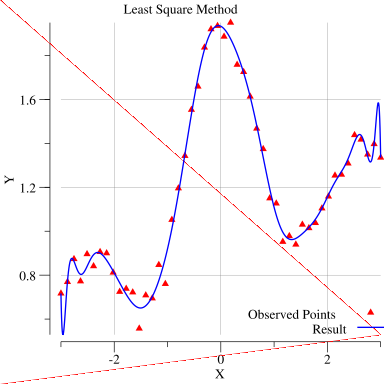 Least Square Method
1.6
1.2
0.8
Y
Observed Points
Result
-2
0
2
X